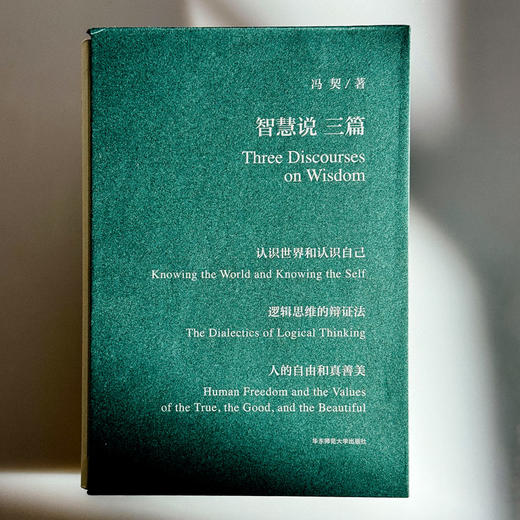 冯 契 / 著
智慧说 三篇
Three Discourses
on Wisdom
认识世界和认识自己
Knowing the World and Knowing the Self
逻辑思维的辩证法
The Dialectics of Logical Thinking
人的自由和真善美
Human Freedom and the Values
of the True, the Good, and the Beautiful
华东师范大学出版社